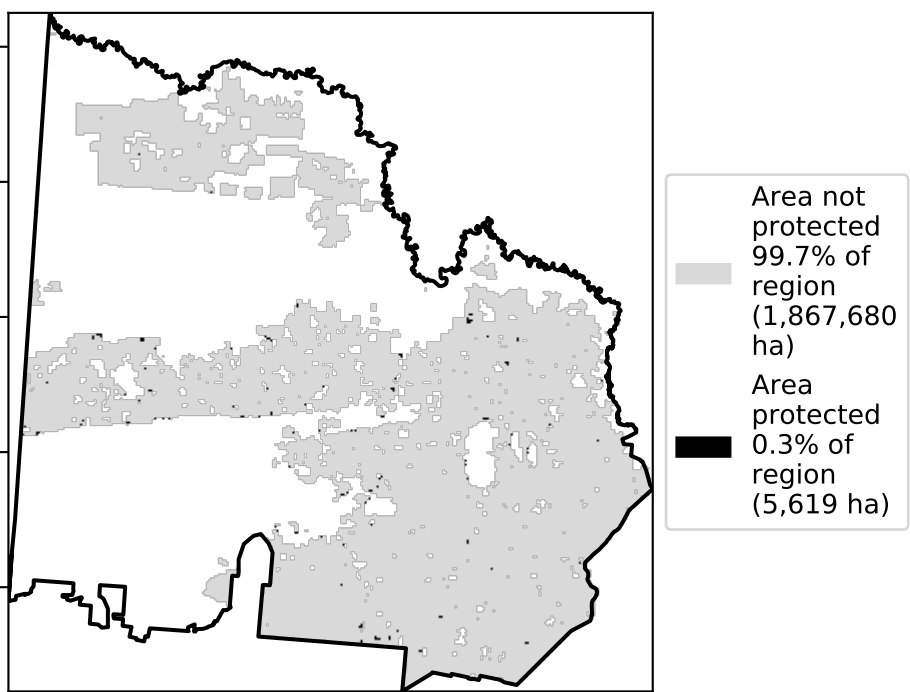 Area not
protected
99.7% of
region
(1,867,680
ha)
Area
protected
0.3% of
region
(5,619 ha)